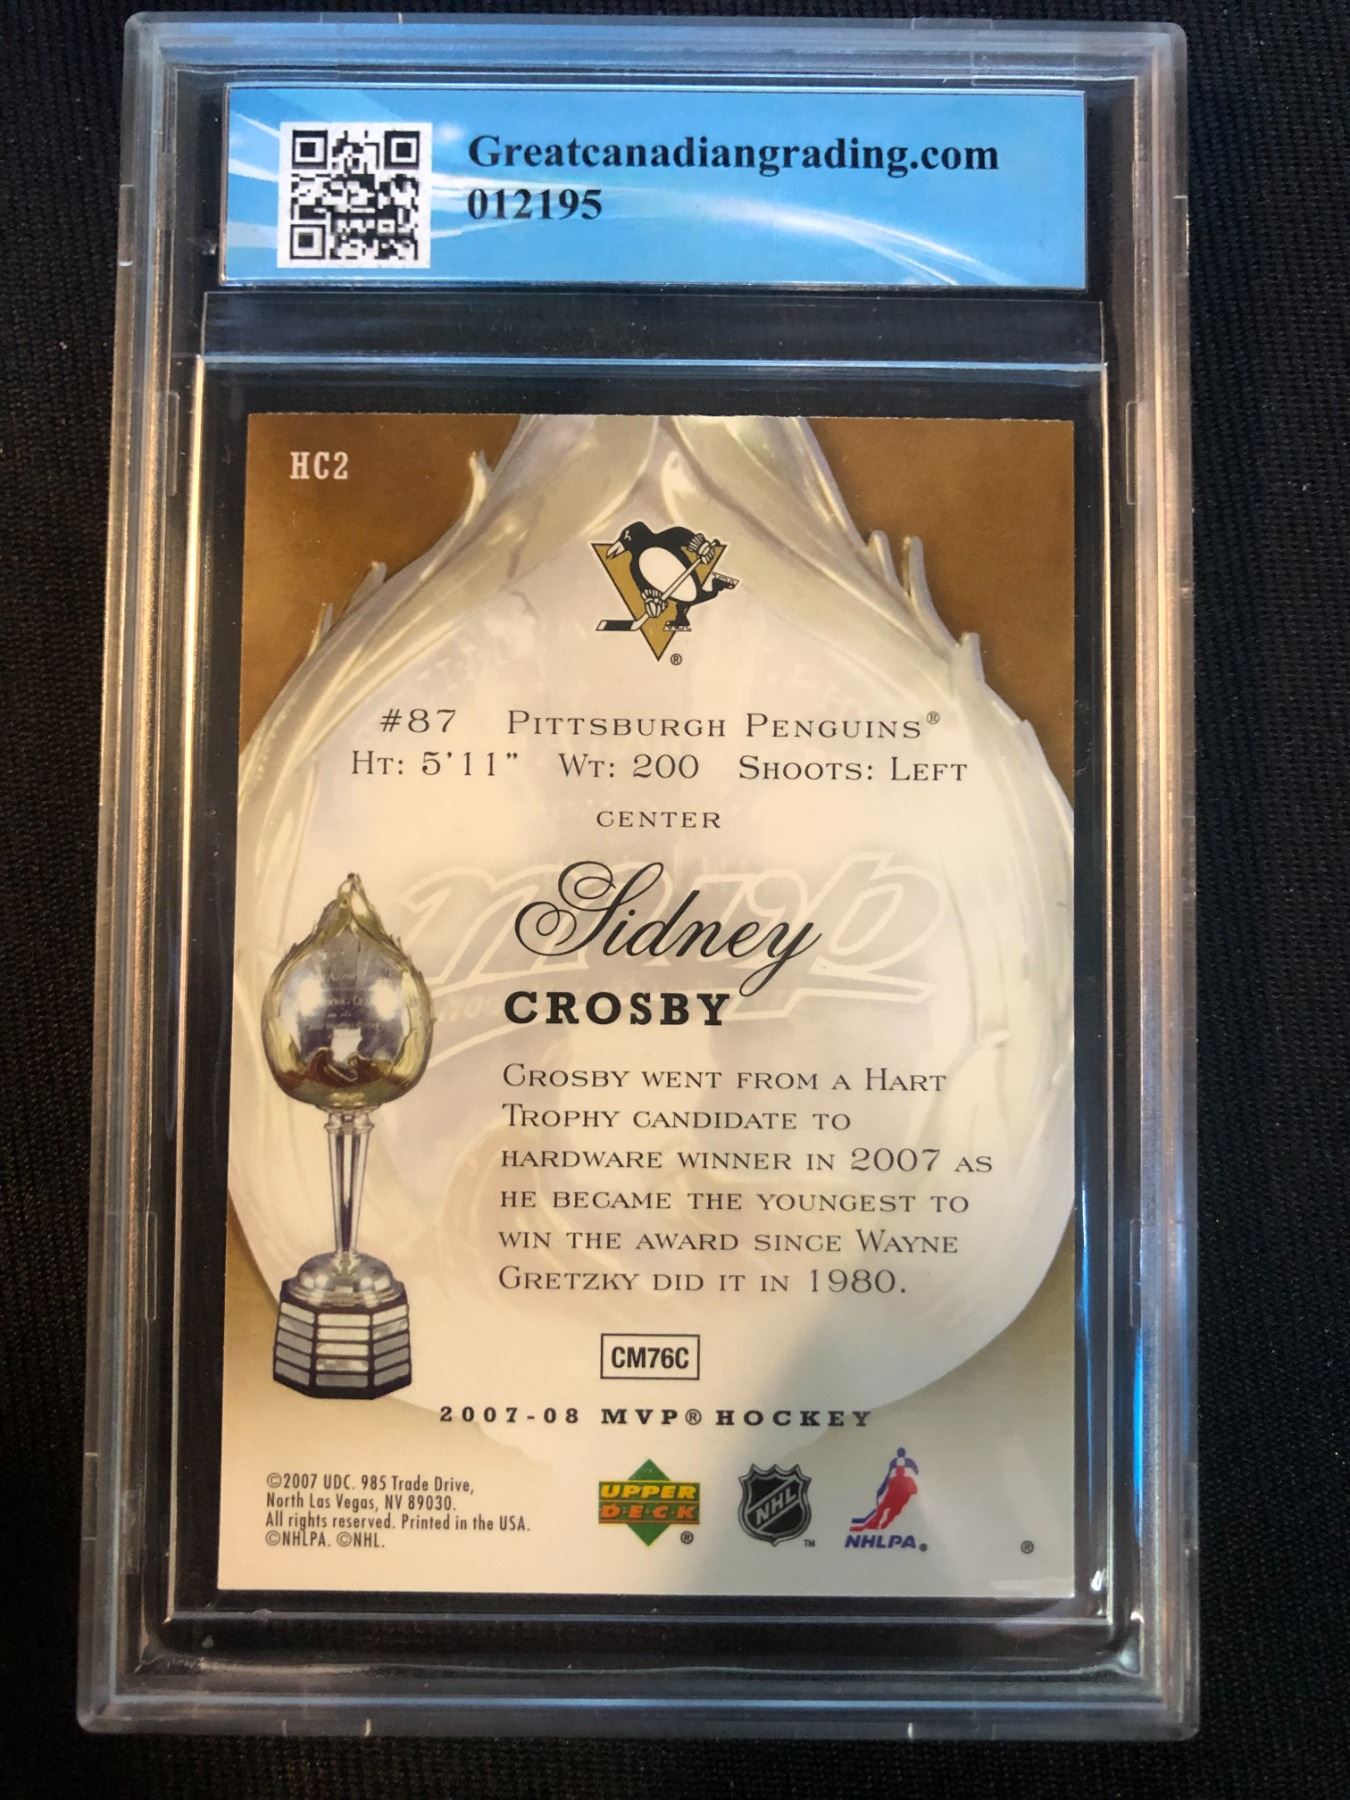 Greatcanadiangrading.com
012195
HC2
®
#87 PITTSBURGH PENGUINS®
HT: 5'11" WT: 200 SHOOTS: LEFT
CENTER
mvp
Sidney
CROSBY
CROSBY WENT FROM A HART
TROPHY CANDIDATE TO
HARDWARE WINNER IN 2007 AS
HE BECAME THE YOUNGEST TO
WIN THE AWARD SINCE WAYNE
GRETZKY DID IT IN 1980.
CM76C
2007-08 MVP® HOCKEY
©2007 UDC. 985 Trade Drive,
North Las Vegas, NV 89030.
All rights reserved. Printed in the USA.
©NHLPA. ©NHL.
UPPER
DECK
®
NHL
TM
NHLPA®
®